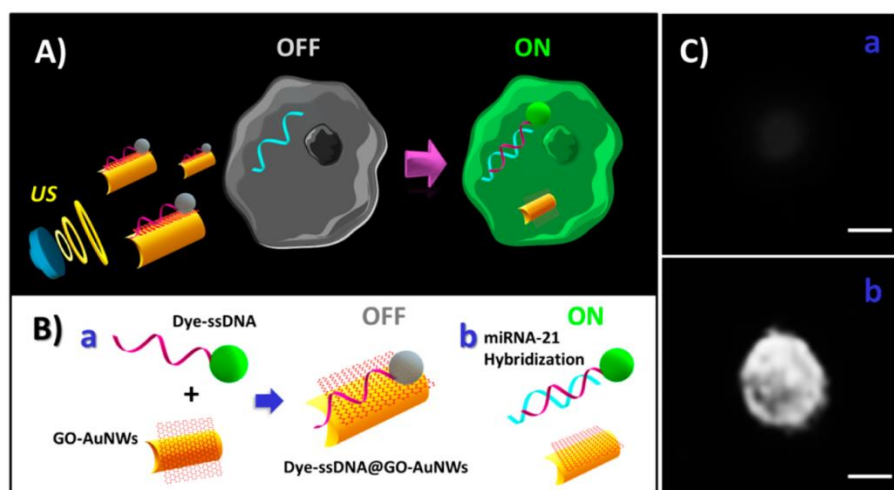 A)
OFF
ON
US
B)
a
Dye-ssDNA
+
GO-AuNWs
OFF
Dye-ssDNA@GO-AuNWs
b
ON
miRNA-21
Hybridization
C)
a
b